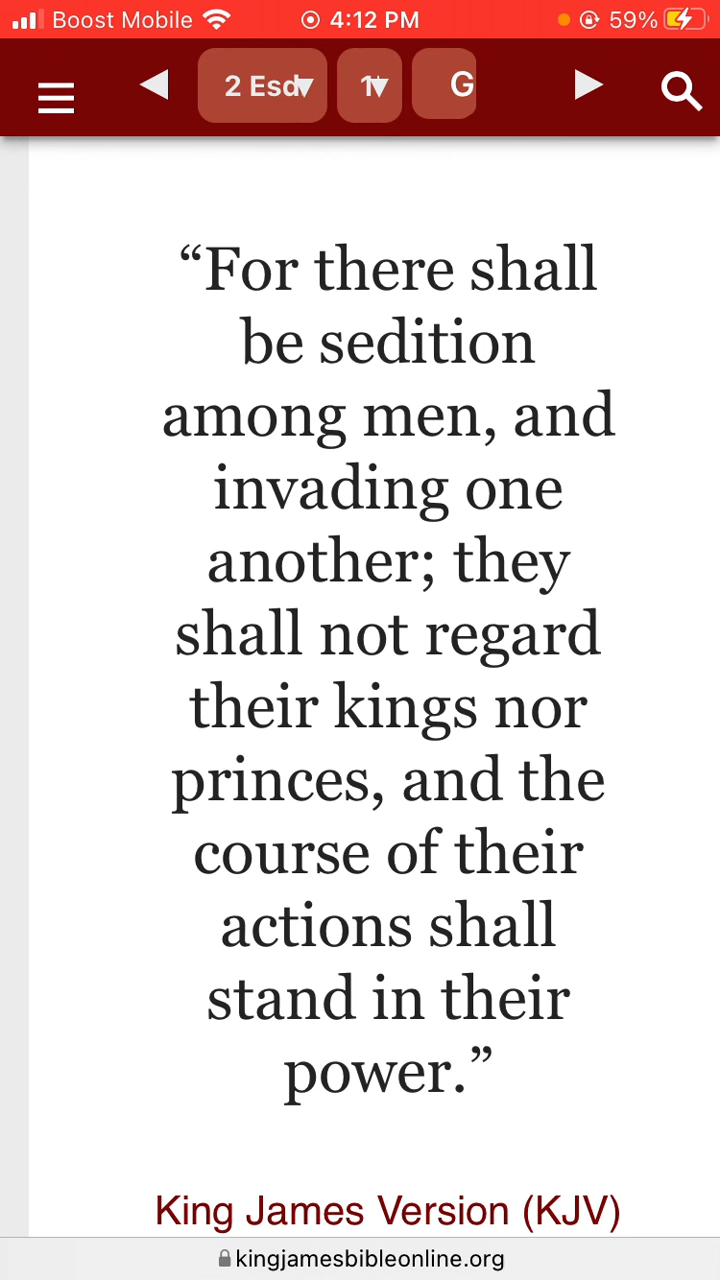 Boost Mobile 4:12 PM 59%
2 Esd G
“For there shall
be sedition
among men, and
invading one
another; they
shall not regard
their kings nor
princes, and the
course of their
actions shall
stand in their
power.”
King James Version (KJV)
kingjamesbibleonline.org